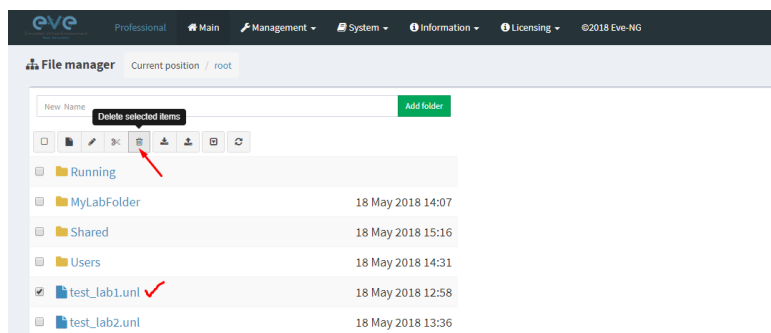 eve
Professional Main Management System Information Licensing ©2018 Eve-NG
File manager Current position / root
New Name Add folder
Delete selected items
Running
MyLabFolder 18 May 2018 14:07
Shared 18 May 2018 15:16
Users 18 May 2018 14:31
test_lab1.unl 18 May 2018 12:58
test_lab2.unl 18 May 2018 13:36